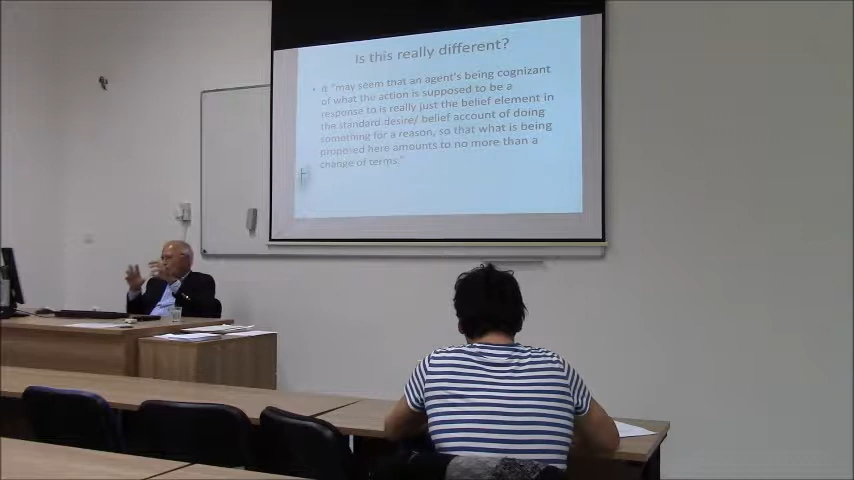 Is this really different?
• It "may seem that an agent's being cognizant
of what the action is supposed to be a
response to is really just the belief element in
the standard desire/ belief account of doing
something for a reason, so that what is being
proposed here amounts to no more than a
change of terms."